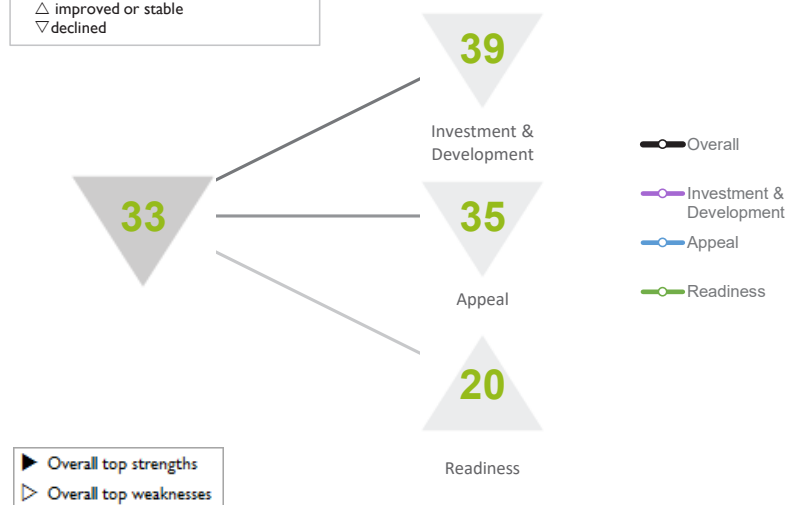 △ improved or stable
▽ declined
39
Investment &
Development
33
35
Appeal
20
Readiness
Overall
Investment &
Development
Appeal
Readiness
▶ Overall top strengths
▷ Overall top weaknesses